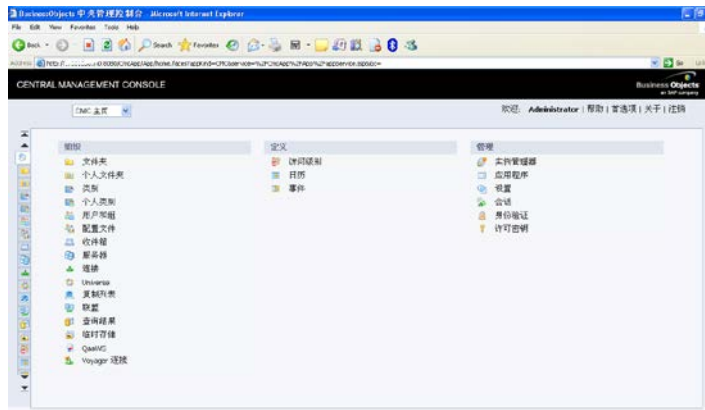 BusinessObjects 中央管理控制台 - Microsoft Internet Explorer
File Edit View Favorites Tools Help
Back Search Favorites
Address Go
CENTRAL MANAGEMENT CONSOLE
Business Objects
an SAP company
CMC 主页
欢迎: Administrator | 帮助 | 首选项 | 关于 | 注销
组织
文件夹
个人文件夹
类别
个人类别
用户和组
配置文件
收件箱
服务器
连接
Universe
复制列表
联盟
查询结果
临时存储
QaaWS
Voyager 连接
定义
访问级别
日历
事件
管理
实例管理器
应用程序
设置
会话
身份验证
许可密钥